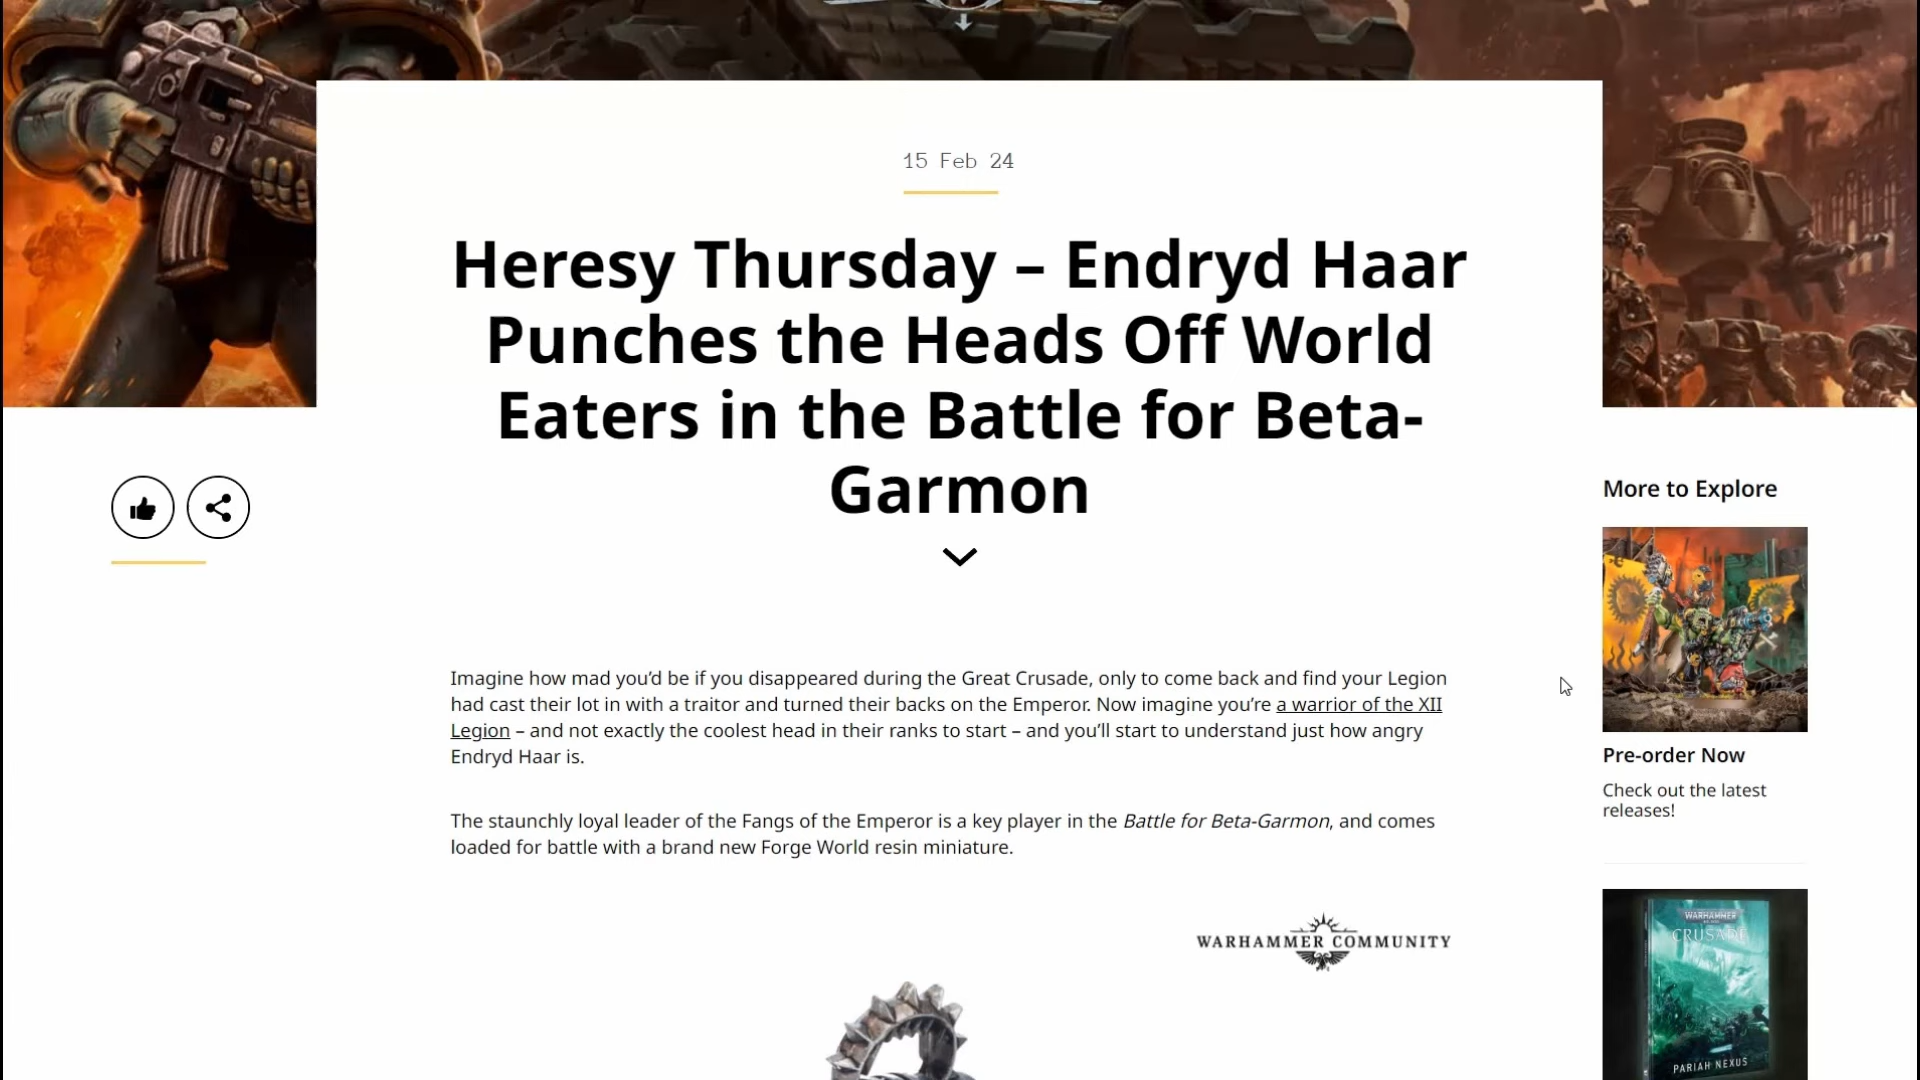 15 Feb 24
Heresy Thursday – Endryd Haar
Punches the Heads Off World
Eaters in the Battle for Beta-
Garmon
Imagine how mad you’d be if you disappeared during the Great Crusade, only to come back and find your Legion
had cast their lot in with a traitor and turned their backs on the Emperor. Now imagine you’re a warrior of the XII
Legion – and not exactly the coolest head in their ranks to start – and you’ll start to understand just how angry
Endryd Haar is.
The staunchly loyal leader of the Fangs of the Emperor is a key player in the Battle for Beta-Garmon, and comes
loaded for battle with a brand new Forge World resin miniature.
WARHAMMER COMMUNITY
More to Explore
Pre-order Now
Check out the latest
releases!
WARHAMMER
CRUSADE
PARIAH NEXUS